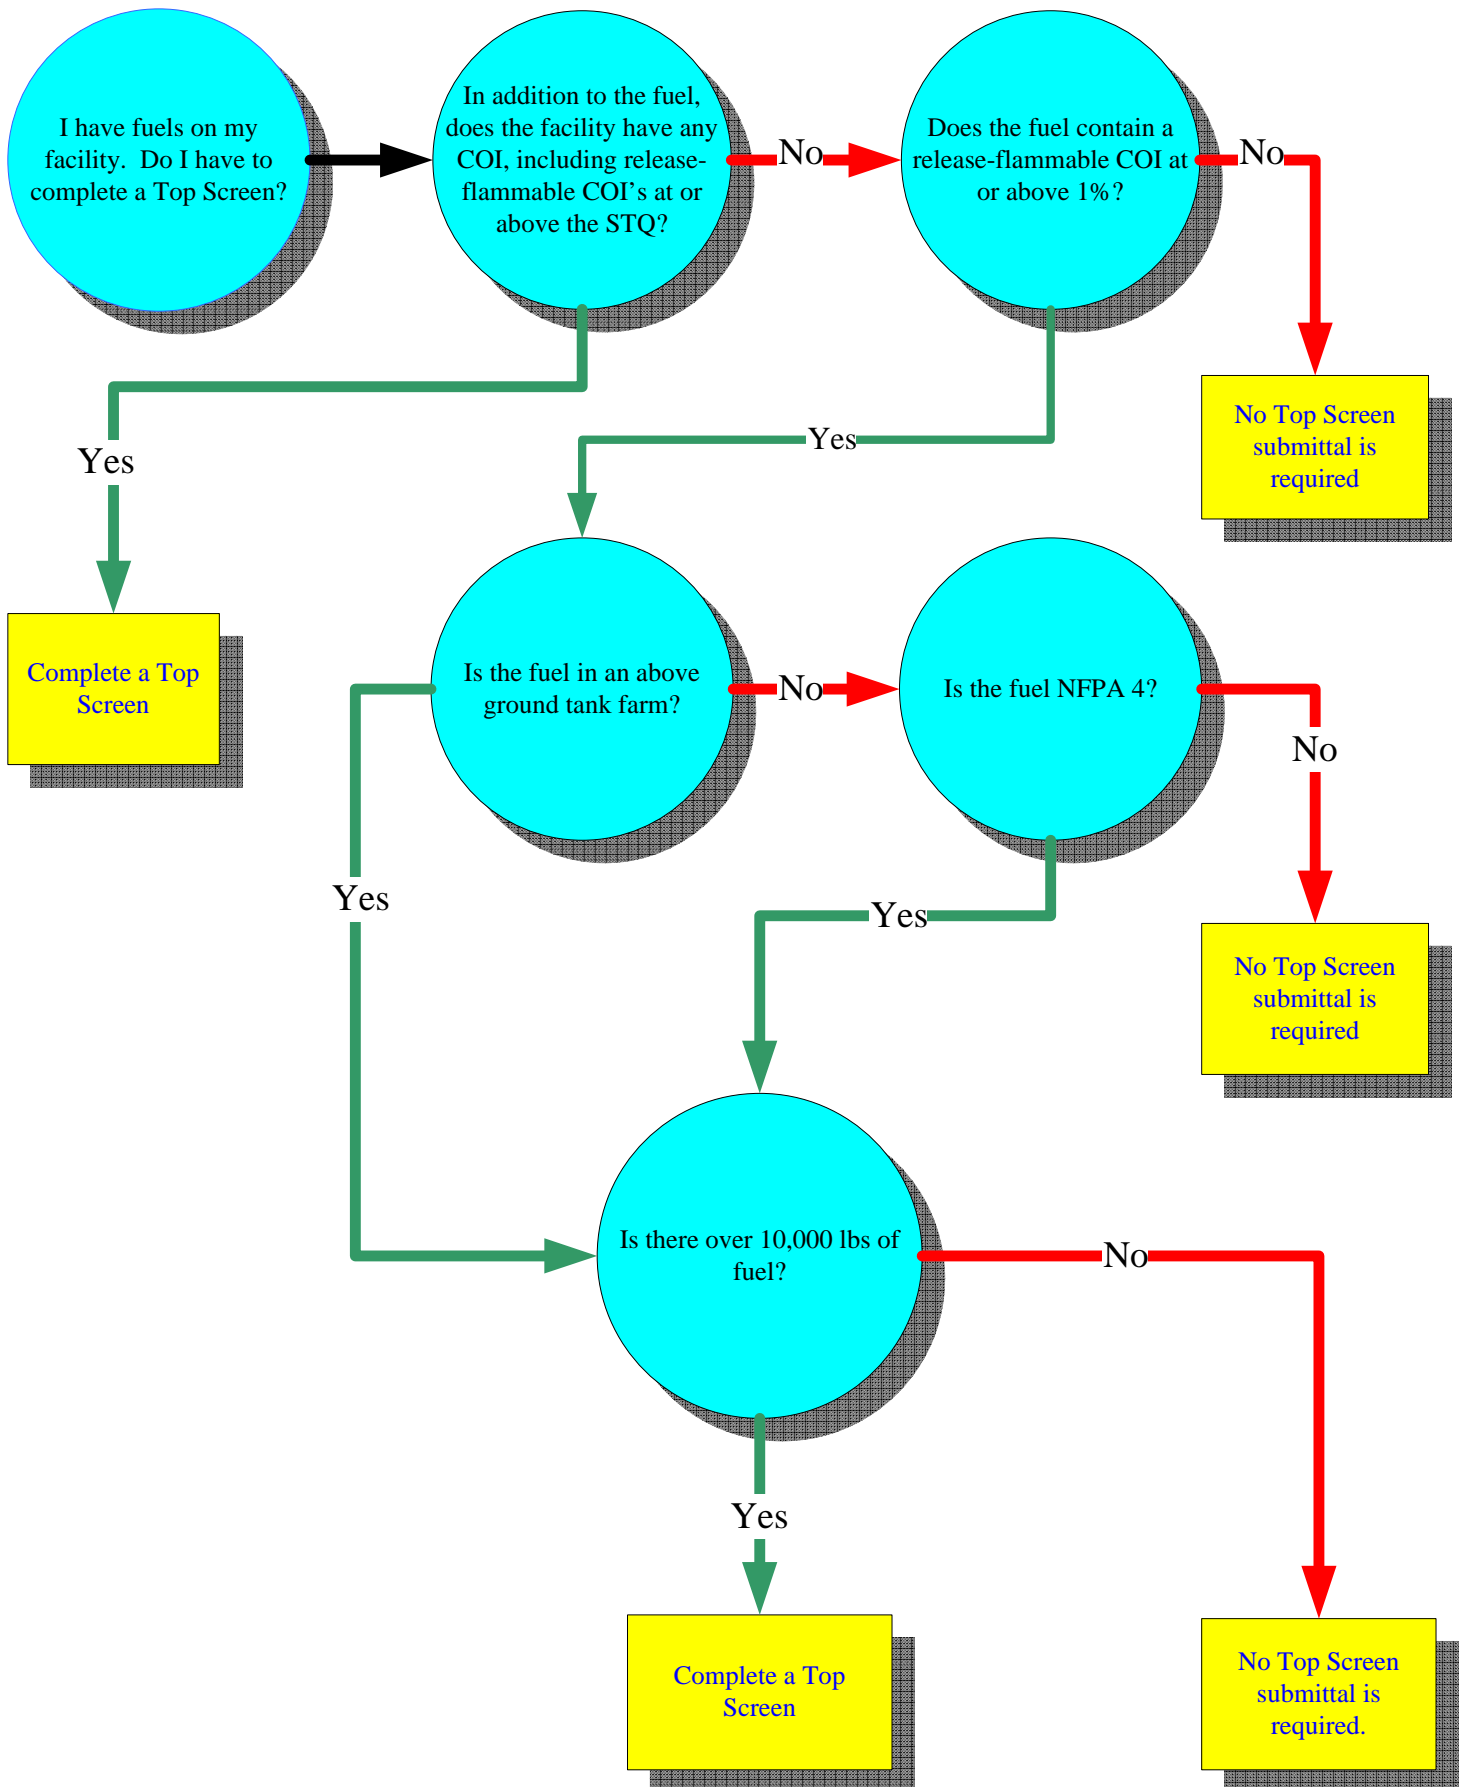 I have fuels on my
facility.  Do I have to
complete a Top Screen?
In addition to the fuel,
does the facility have any
COI, including release-
flammable COI's at or
above the STQ?
No
Does the fuel contain a
release-flammable COI at
or above 1%?
No
No Top Screen
submittal is
required
Yes
Yes
Complete a Top
Screen
Is the fuel in an above
ground tank farm?
No
Is the fuel NFPA 4?
No
No Top Screen
submittal is
required
Yes
Yes
Is there over 10,000 lbs of
fuel?
No
Yes
Complete a Top
Screen
No Top Screen
submittal is
required.